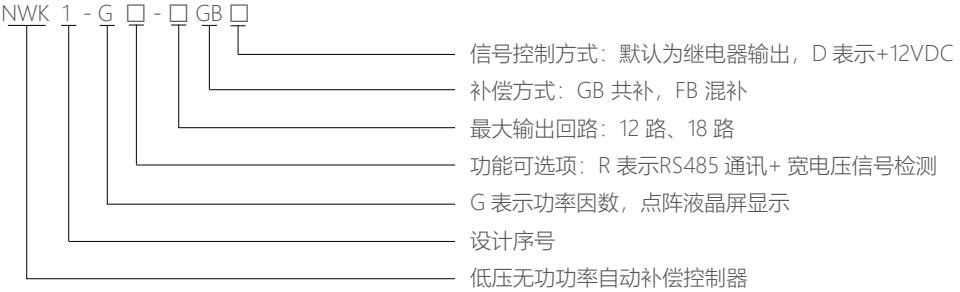 NWK 1 - G □ - □ GB □
信号控制方式：默认为继电器输出，D 表示+12VDC
补偿方式：GB 共补，FB 混补
最大输出回路：12 路、18 路
功能可选项：R 表示RS485 通讯+ 宽电压信号检测
G 表示功率因数，点阵液晶屏显示
设计序号
低压无功功率自动补偿控制器